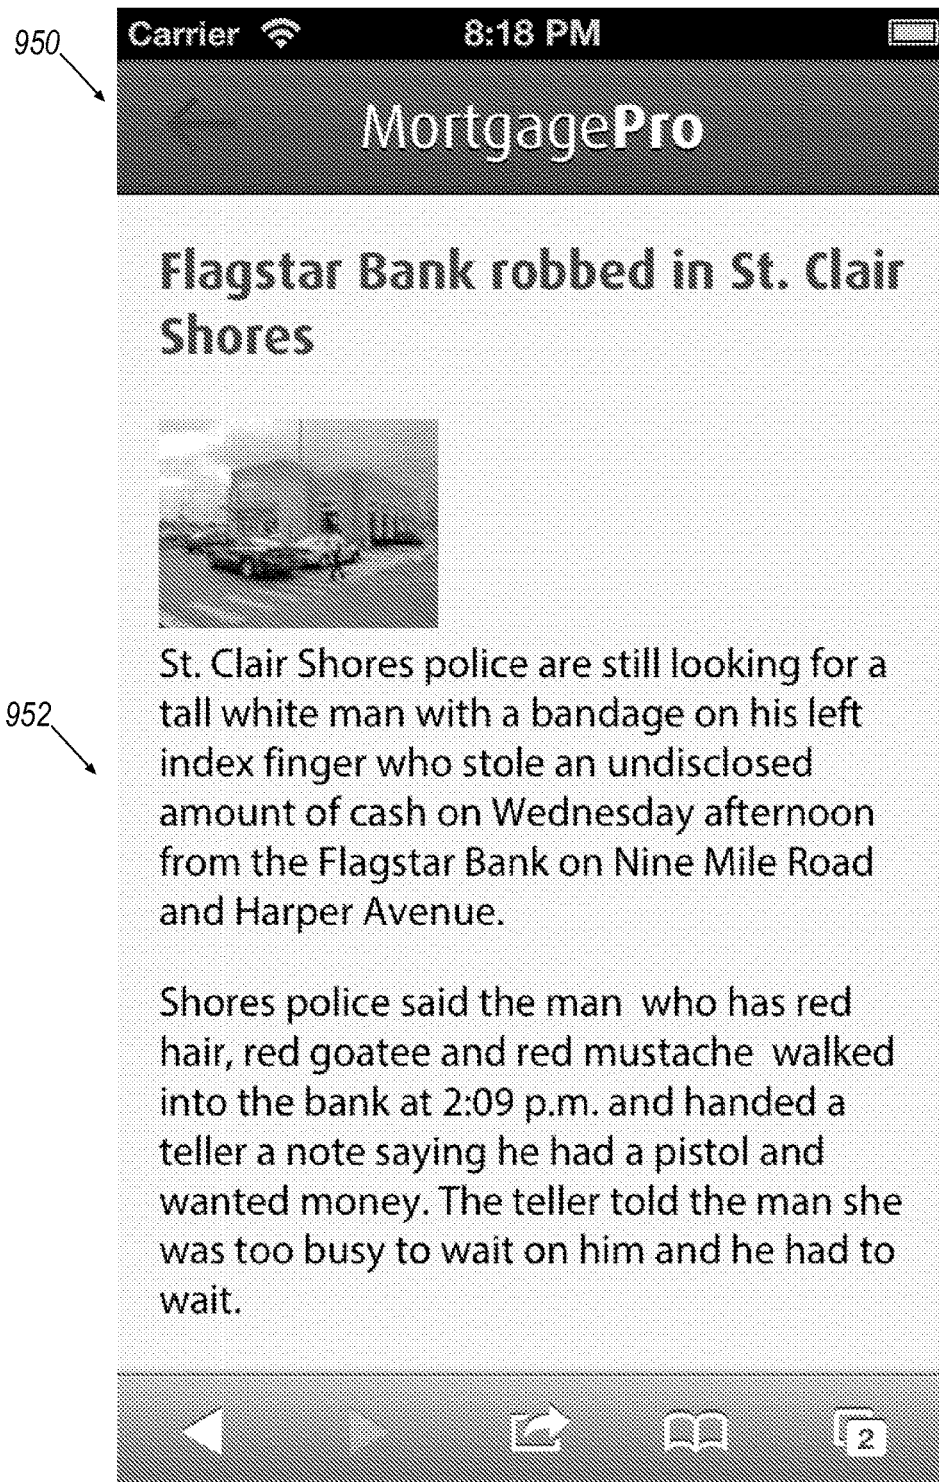 950
Carrier 8:18 PM
MortgagePro
Flagstar Bank robbed in St. Clair
Shores
St. Clair Shores police are still looking for a
952
tall white man with a bandage on his left
index finger who stole an undisclosed
amount of cash on Wednesday afternoon
from the Flagstar Bank on Nine Mile Road
and Harper Avenue.
Shores police said the man  who has red
hair, red goatee and red mustache  walked
into the bank at 2:09 p.m. and handed a
teller a note saying he had a pistol and
wanted money. The teller told the man she
was too busy to wait on him and he had to
wait.
2